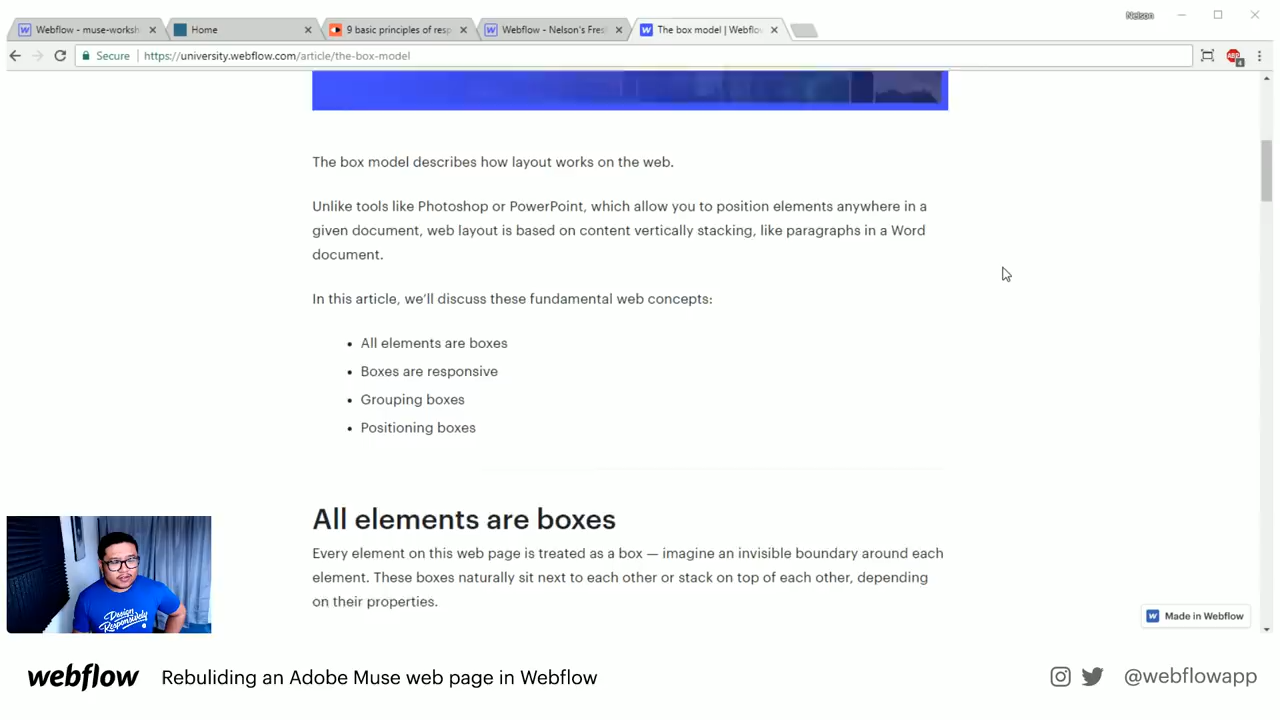 Nelson
Webflow - muse-worksh
Home
9 basic principles of resp
Webflow - Nelson's Fresh
The box model | Webflow
Secure
https://university.webflow.com/article/the-box-model
ABP
4
The box model describes how layout works on the web.
Unlike tools like Photoshop or PowerPoint, which allow you to position elements anywhere in a
given document, web layout is based on content vertically stacking, like paragraphs in a Word
document.
In this article, we'll discuss these fundamental web concepts:
• All elements are boxes
• Boxes are responsive
• Grouping boxes
• Positioning boxes
All elements are boxes
Every element on this web page is treated as a box — imagine an invisible boundary around each
element. These boxes naturally sit next to each other or stack on top of each other, depending
on their properties.
Design
Responsively
Made in Webflow
webflow
Rebuliding an Adobe Muse web page in Webflow
@webflowapp